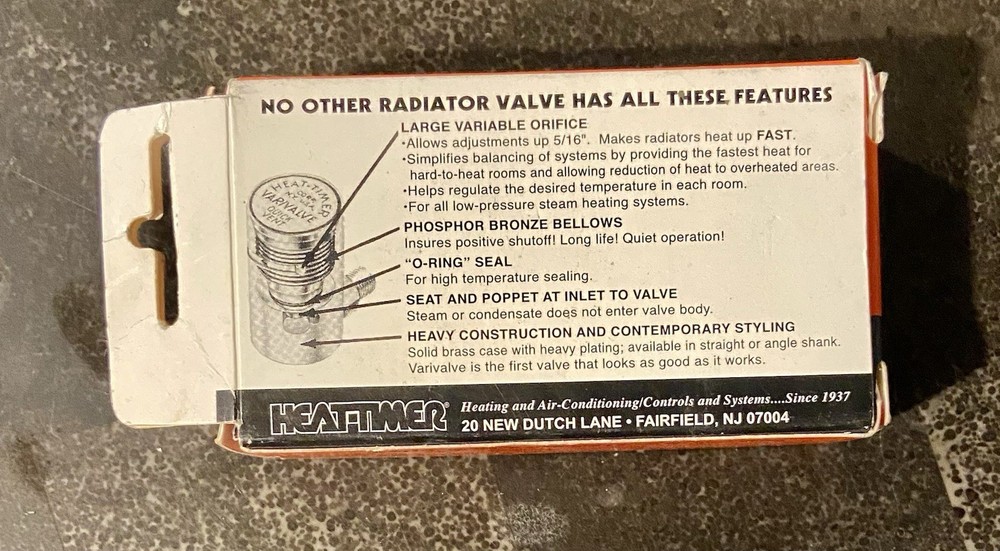 NO OTHER RADIATOR VALVE HAS ALL THESE FEATURES
LARGE VARIABLE ORIFICE
•Allows adjustments up 5/16". Makes radiators heat up FAST.
•Simplifies balancing of systems by providing the fastest heat for
hard-to-heat rooms and allowing reduction of heat to overheated areas.
•Helps regulate the desired temperature in each room.
•For all low-pressure steam heating systems.
PHOSPHOR BRONZE BELLOWS
Insures positive shutoff! Long life! Quiet operation!
"O-RING" SEAL
For high temperature sealing.
SEAT AND POPPET AT INLET TO VALVE
Steam or condensate does not enter valve body.
HEAVY CONSTRUCTION AND CONTEMPORARY STYLING
Solid brass case with heavy plating; available in straight or angle shank.
Varivalve is the first valve that looks as good as it works.
HEAT-TIMER
CORP.
VARIVALVE
QUICK
VENT
HEAT-TIMER® Heating and Air-Conditioning/Controls and Systems....Since 1937
20 NEW DUTCH LANE • FAIRFIELD, NJ 07004